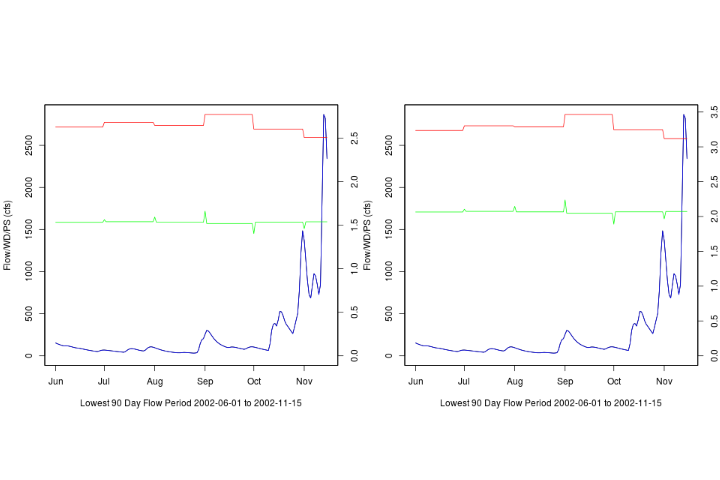 Flow/WD/PS (cfs)
0 500 1000 1500 2000 2500
0.0 0.5 1.0 1.5 2.0 2.5
Jun Jul Aug Sep Oct Nov
Lowest 90 Day Flow Period 2002-06-01 to 2002-11-15
Flow/WD/PS (cfs)
0 500 1000 1500 2000 2500
0.0 0.5 1.0 1.5 2.0 2.5 3.0 3.5
Jun Jul Aug Sep Oct Nov
Lowest 90 Day Flow Period 2002-06-01 to 2002-11-15